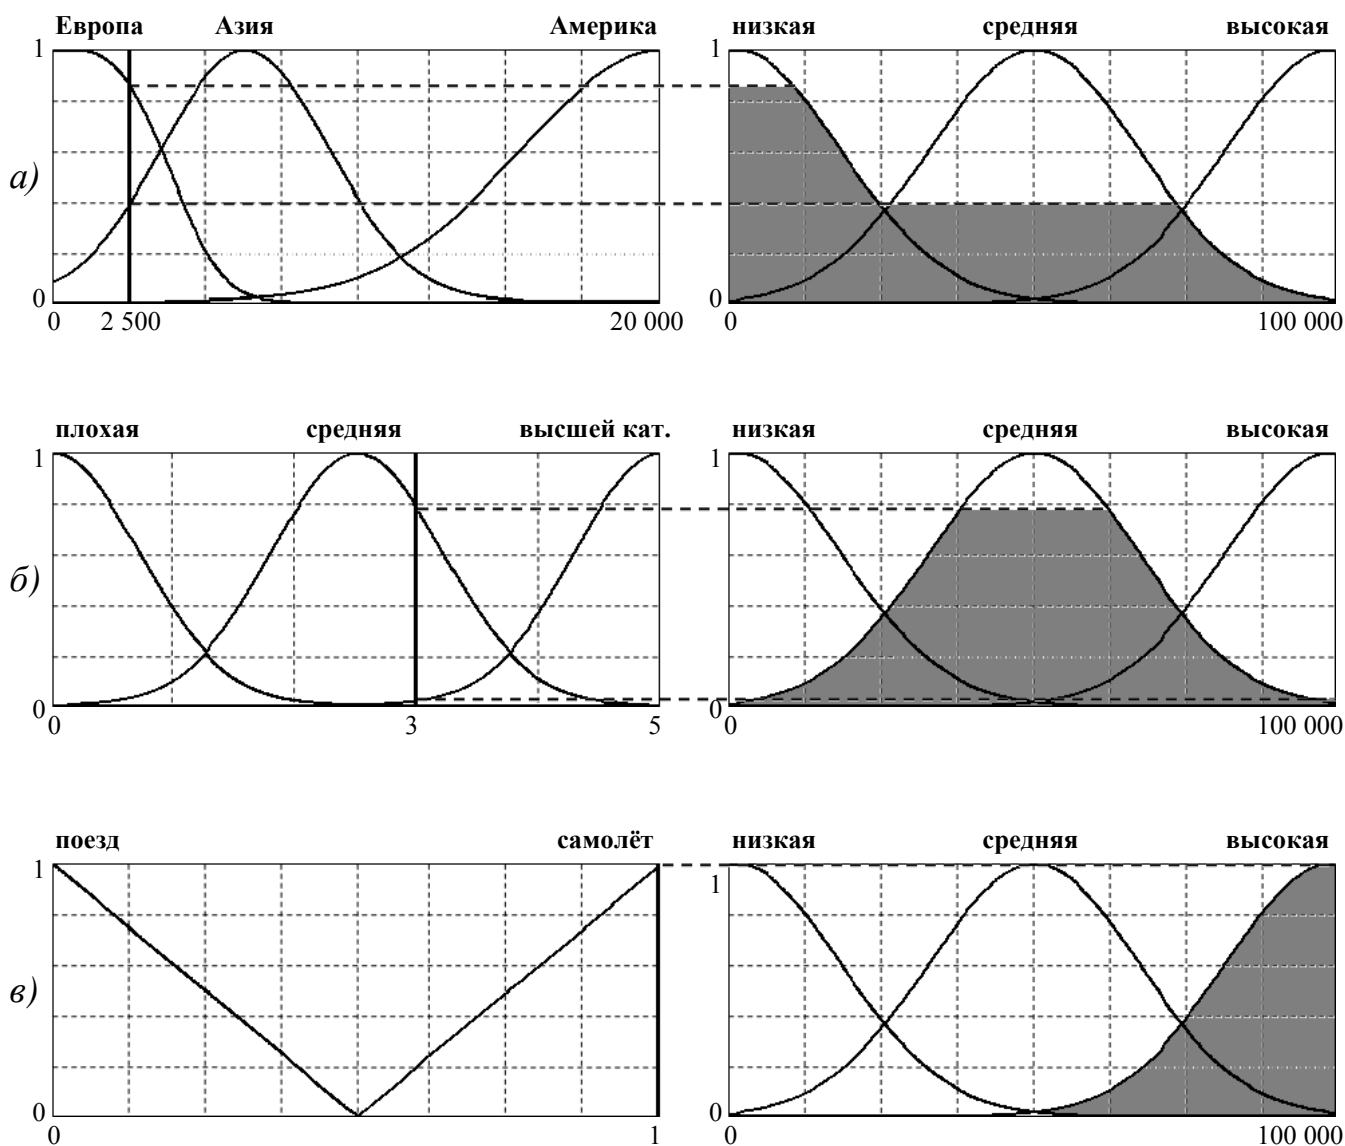 Европа Азия Америка низкая средняя высокая
1 1
а)
0 0
0 2 500 20 000 0 100 000
плохая средняя высшей кат. низкая средняя высокая
1 1
б)
0 0
0 3 5 0 100 000
поезд самолёт низкая средняя высокая
1 1
в)
0 0
0 1 0 100 000